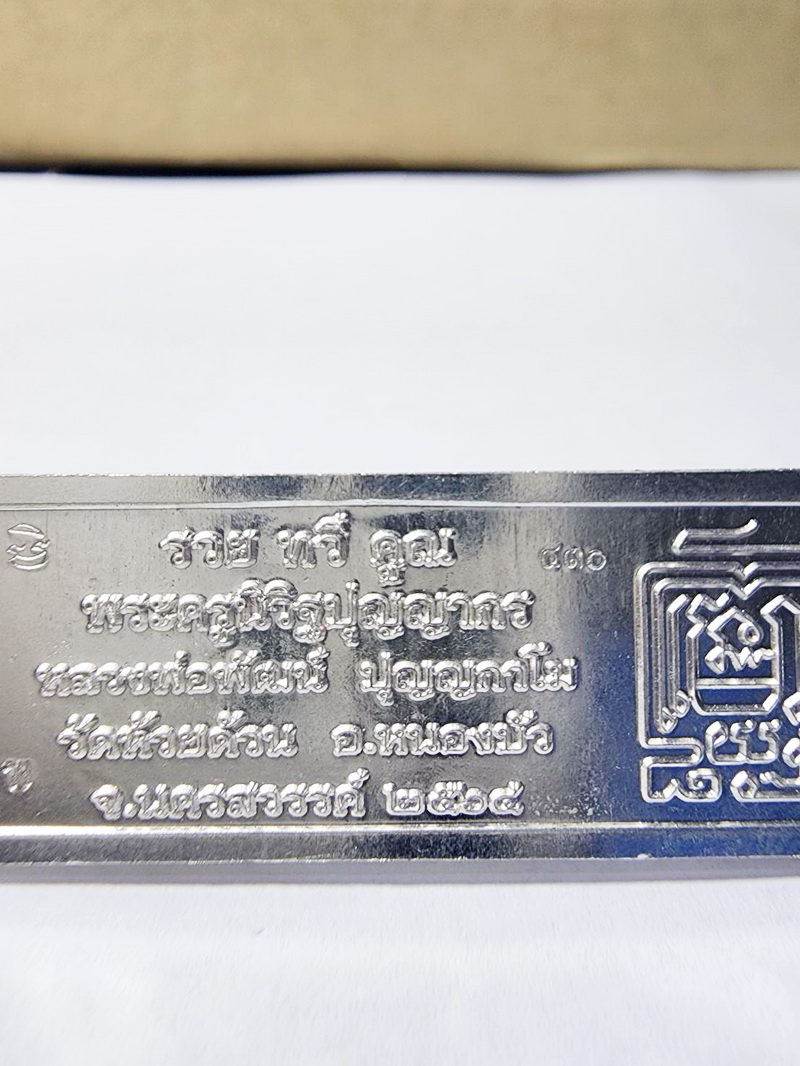 รวย ทวี คูณ ๔๓๐
พระครูนิวิฐปุญญากร
หลวงพ่อพัฒน์ ปุญญกาโม
วัดห้วยด้วน อ.หนองบัว
จ.นครสวรรค์ ๒๕๖๕